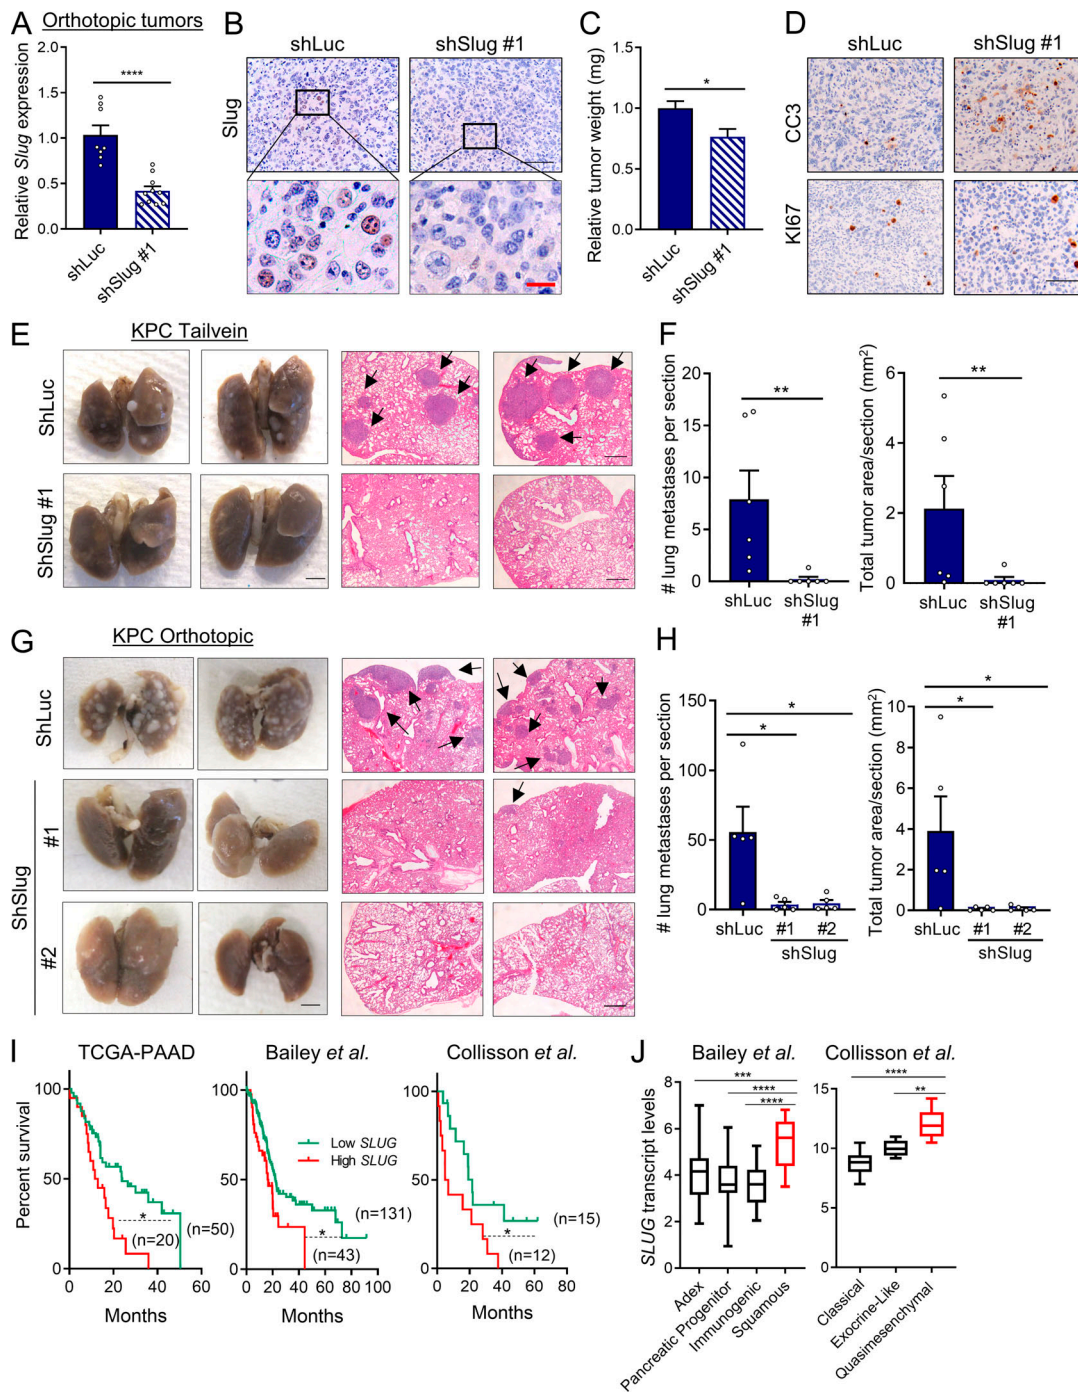 A
Orthotopic tumors
Relative Slug expression
2.0
1.5
1.0
0.5
0.0
****
shLuc
shSlug #1
B
shLuc
shSlug #1
Slug
C
Relative tumor weight (mg)
1.5
1.0
0.5
0.0
*
shLuc
shSlug #1
D
shLuc
shSlug #1
CC3
KI67
E
KPC Tailvein
ShLuc
ShSlug #1
F
# lung metastases per section
20
15
10
5
0
**
shLuc
shSlug
#1
Total tumor area/section (mm²)
6
4
2
0
**
shLuc
shSlug
#1
G
KPC Orthotopic
ShLuc
ShSlug
#1
#2
H
# lung metastases per section
150
100
50
0
*
*
shLuc
#1
#2
shSlug
Total tumor area/section (mm²)
10
8
6
4
2
0
*
*
shLuc
#1
#2
shSlug
I
TCGA-PAAD
Percent survival
100
50
0
*
(n=50)
(n=20)
0 20 40 60
Months
Bailey et al.
100
50
0
Low SLUG
High SLUG
(n=131)
*
(n=43)
0 20 40 60 80 100
Months
Collisson et al.
100
50
0
(n=15)
*
(n=12)
0 20 40 60 80
Months
J
Bailey et al.
SLUG transcript levels
8
6
4
2
0
***
****
****
Adex
Pancreatic Progenitor
Immunogenic
Squamous
Collisson et al.
15
10
5
0
****
**
Classical
Exocrine-Like
Quasimesenchymal